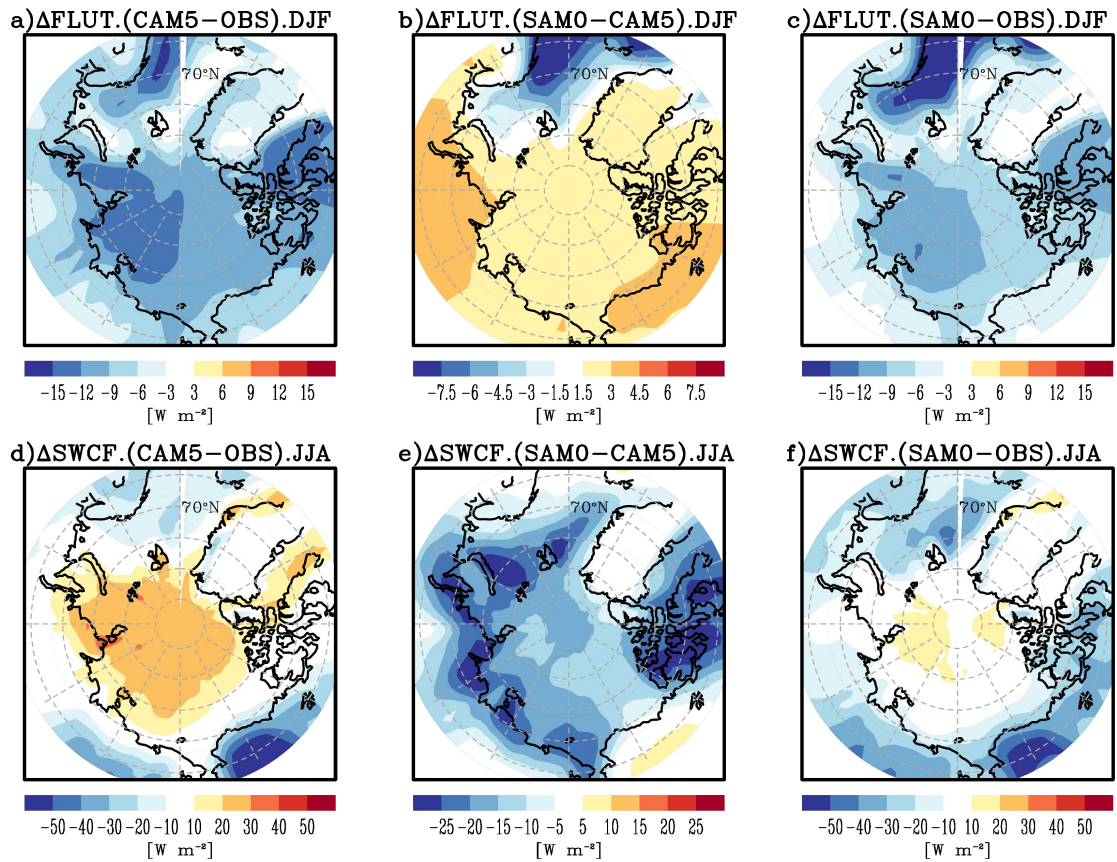 a)ΔFLUT.(CAM5−OBS).DJF
b)ΔFLUT.(SAM0−CAM5).DJF
c)ΔFLUT.(SAM0−OBS).DJF
70°N
70°N
70°N
−15 −12 −9 −6 −3 3 6 9 12 15
[W m⁻²]
−7.5 −6 −4.5 −3 −1.5 1.5 3 4.5 6 7.5
[W m⁻²]
−15 −12 −9 −6 −3 3 6 9 12 15
[W m⁻²]
d)ΔSWCF.(CAM5−OBS).JJA
e)ΔSWCF.(SAM0−CAM5).JJA
f)ΔSWCF.(SAM0−OBS).JJA
70°N
70°N
70°N
−50 −40 −30 −20 −10 10 20 30 40 50
[W m⁻²]
−25 −20 −15 −10 −5 5 10 15 20 25
[W m⁻²]
−50 −40 −30 −20 −10 10 20 30 40 50
[W m⁻²]